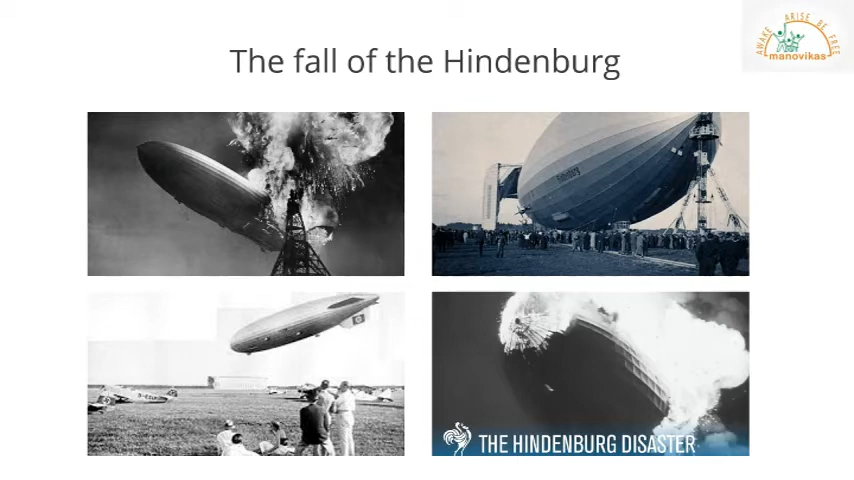 AWAKE ARISE BE FREE
manovikas
The fall of the Hindenburg
THE HINDENBURG DISASTER